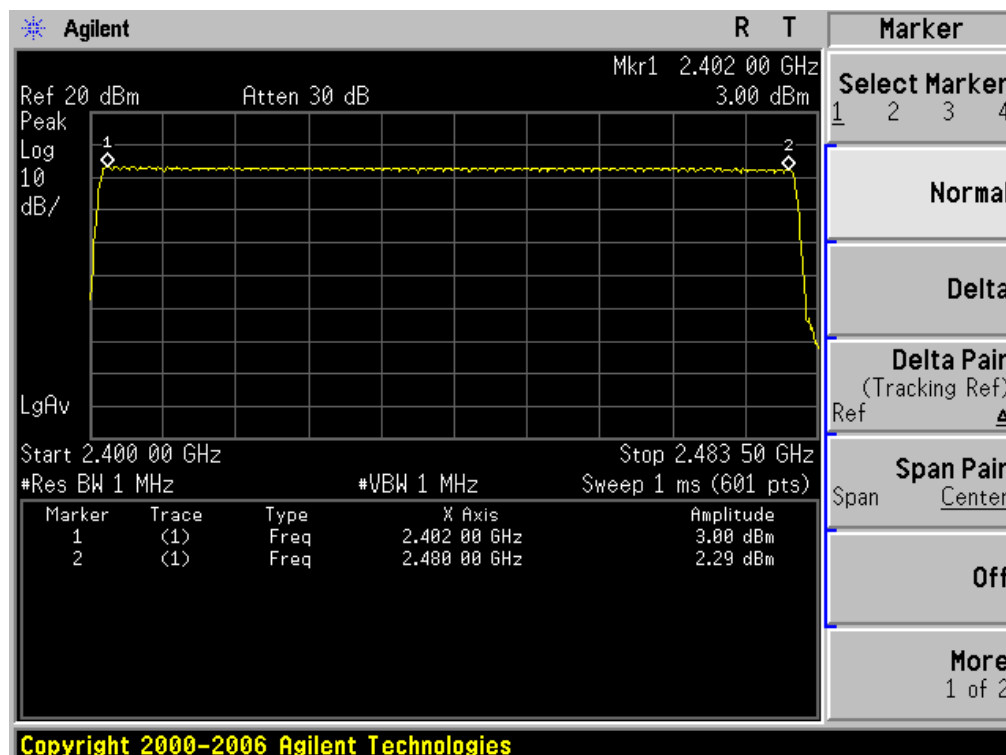 Agilent R T
Mkr1 2.402 00 GHz
Ref 20 dBm Atten 30 dB 3.00 dBm
Peak
Log
10
dB/
1
2
LgAv
Start 2.400 00 GHz Stop 2.483 50 GHz
#Res BW 1 MHz #VBW 1 MHz Sweep 1 ms (601 pts)
Marker Trace Type X Axis Amplitude
1 (1) Freq 2.402 00 GHz 3.00 dBm
2 (1) Freq 2.480 00 GHz 2.29 dBm
Copyright 2000-2006 Agilent Technologies
Marker
Select Marker
1 2 3 4
Normal
Delta
Delta Pair
(Tracking Ref)
Ref Δ
Span Pair
Span Center
Off
More
1 of 2